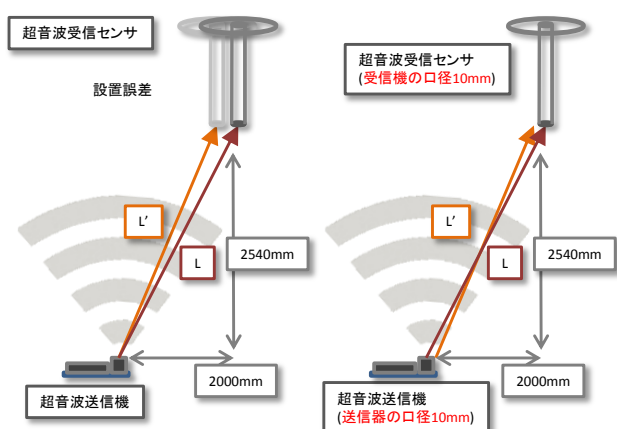 超音波受信センサ
設置誤差
L’
L
2540mm
2000mm
超音波送信機
超音波受信センサ
(受信機の口径10mm)
L’
L
2540mm
2000mm
超音波送信機
(送信器の口径10mm)